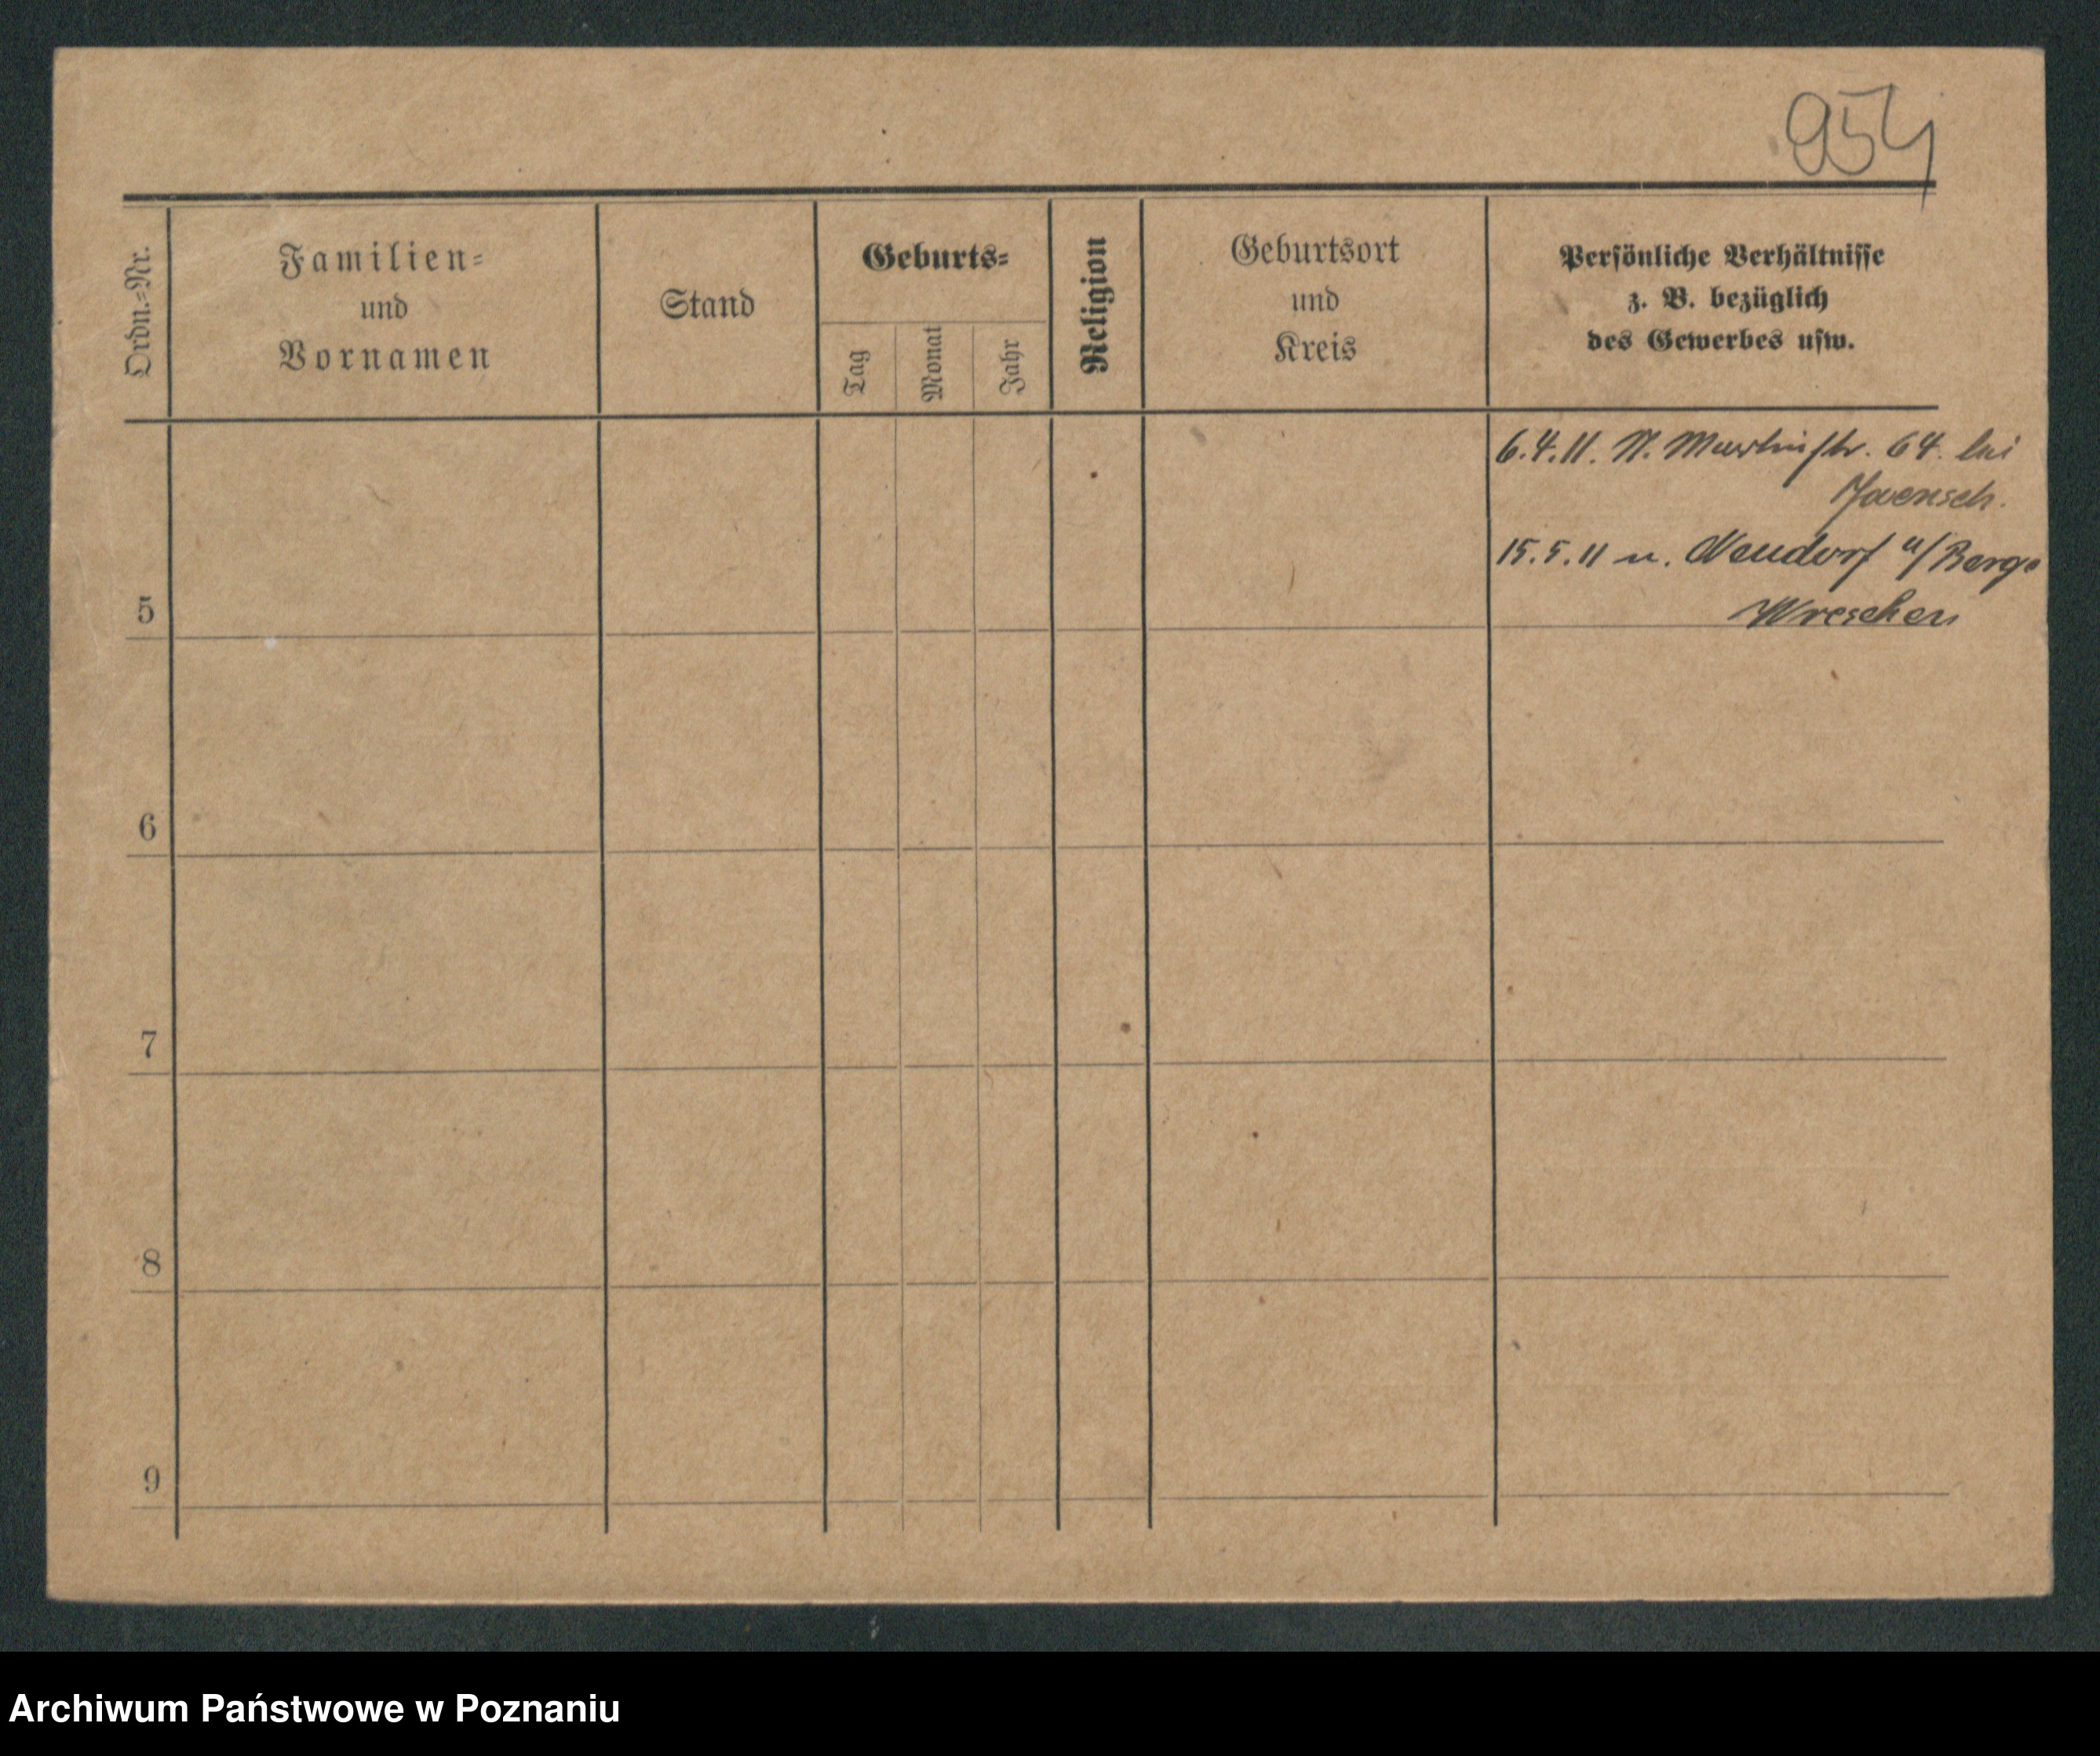 954
Ordn.=Nr.
Familien=
und
Vornamen
Stand
Geburts=
Tag
Monat
Jahr
Religion
Geburtsort
und
Kreis
Persönliche Verhältnisse
z. B. bezüglich
des Gewerbes usw.
6.4.11. St. Martinstr. 64. bei
Jaensch.
15.5.11 n. Neudorf a/Berge
Wreschen
5
6
7
8
9
Archiwum Państwowe w Poznaniu